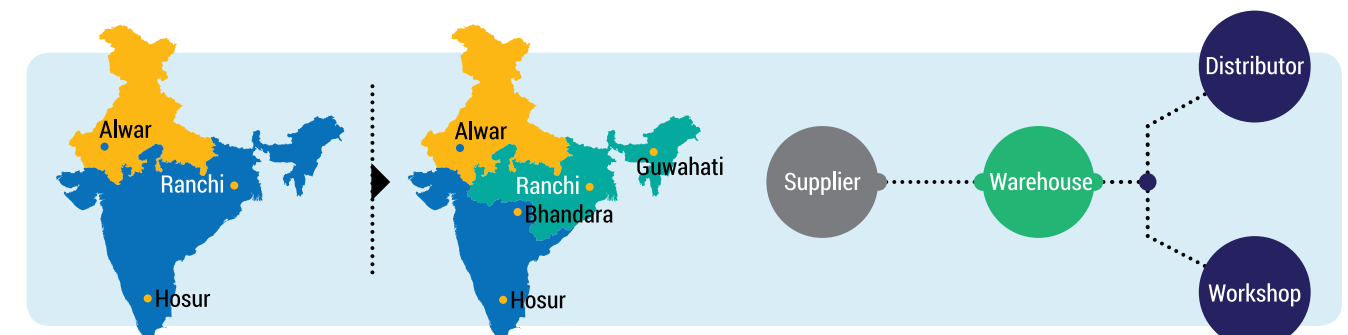 Alwar
Ranchi
Hosur
Alwar
Guwahati
Ranchi
Bhandara
Hosur
Supplier
Warehouse
Distributor
Workshop